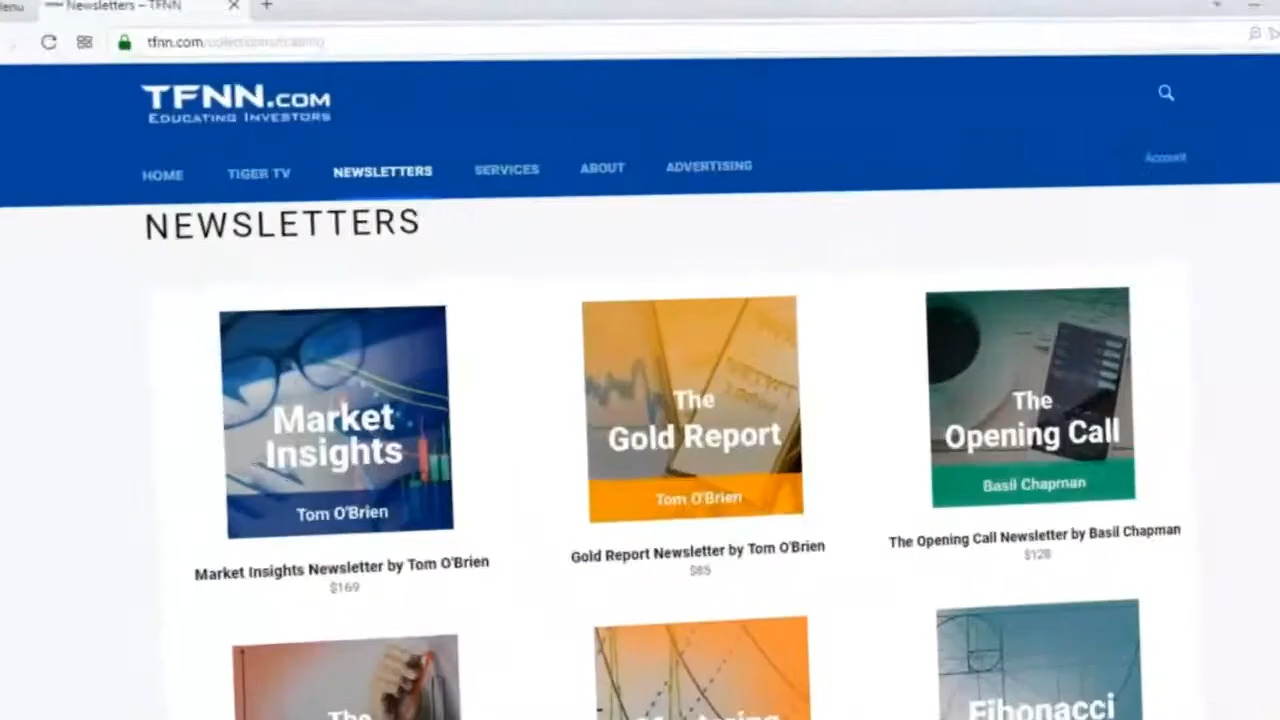 Menu
Newsletters – TFNN
tfnn.com
TFNN.COM
EDUCATING INVESTORS
HOME TIGER TV NEWSLETTERS SERVICES ABOUT ADVERTISING
Account
NEWSLETTERS
Market
Insights
Tom O'Brien
Market Insights Newsletter by Tom O'Brien
$169
The
Gold Report
Tom O'Brien
Gold Report Newsletter by Tom O'Brien
The
Opening Call
Basil Chapman
The Opening Call Newsletter by Basil Chapman
The
Fibonacci